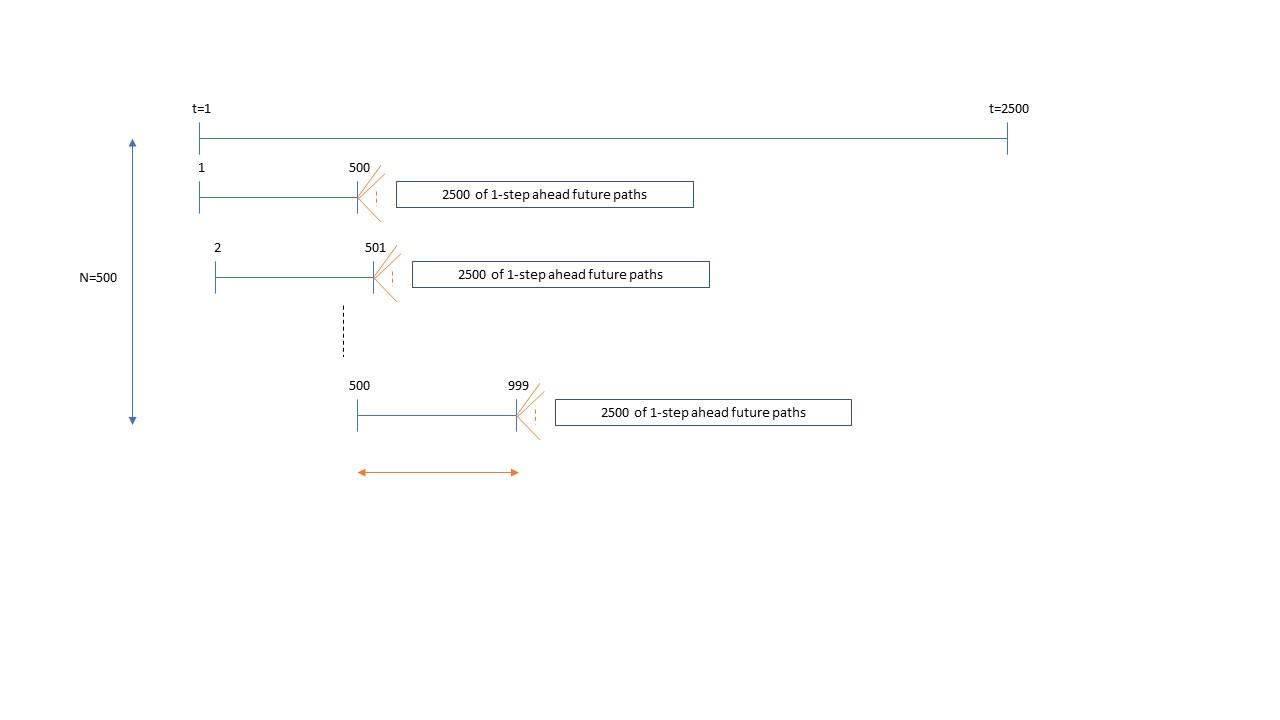 t=1
t=2500
1
500
2500 of 1-step ahead future paths
2
501
2500 of 1-step ahead future paths
N=500
500
999
2500 of 1-step ahead future paths